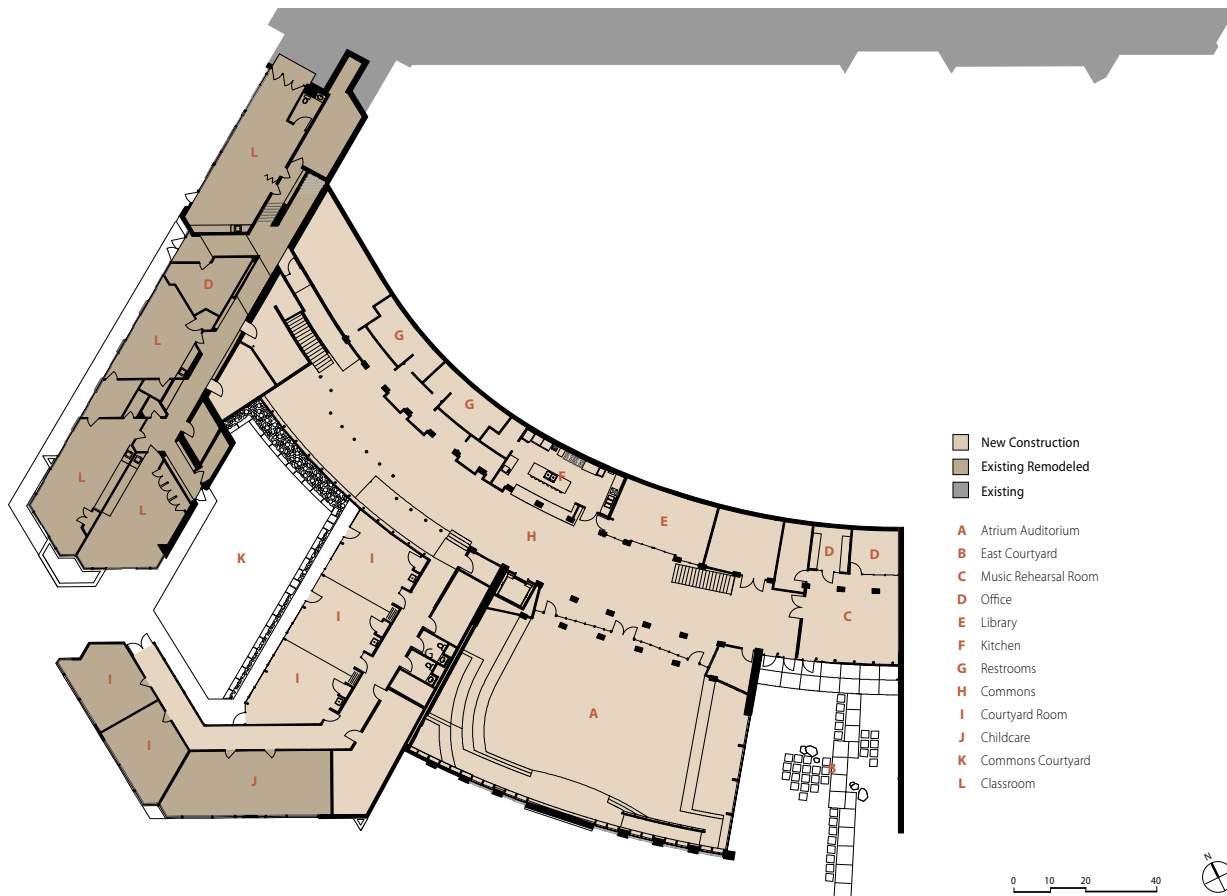 L
D
L
L
L
K
G
G
F
E
H
D
D
C
I
I
I
G
I
I
J
A
B
New Construction
Existing Remodeled
Existing
A Atrium Auditorium
B East Courtyard
C Music Rehearsal Room
D Office
E Library
F Kitchen
G Restrooms
H Commons
I Courtyard Room
J Childcare
K Commons Courtyard
L Classroom
0 10 20 40
N